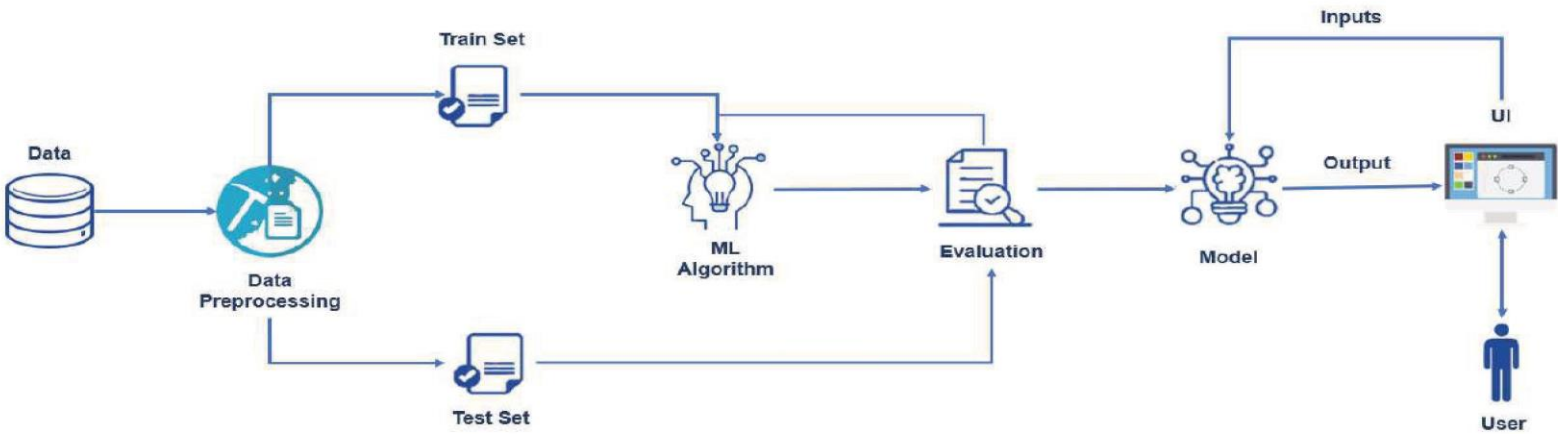 Data
Data
Preprocessing
Train Set
Test Set
ML
Algorithm
Evaluation
Model
Inputs
Output
UI
User